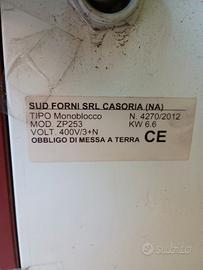 SUD FORNI SRL CASORIA (NA)
TIPO Monoblocco N. 4270/2012
MOD. ZP253 KW 6.6
VOLT. 400V/3+N
OBBLIGO DI MESSA A TERRA CE
subito